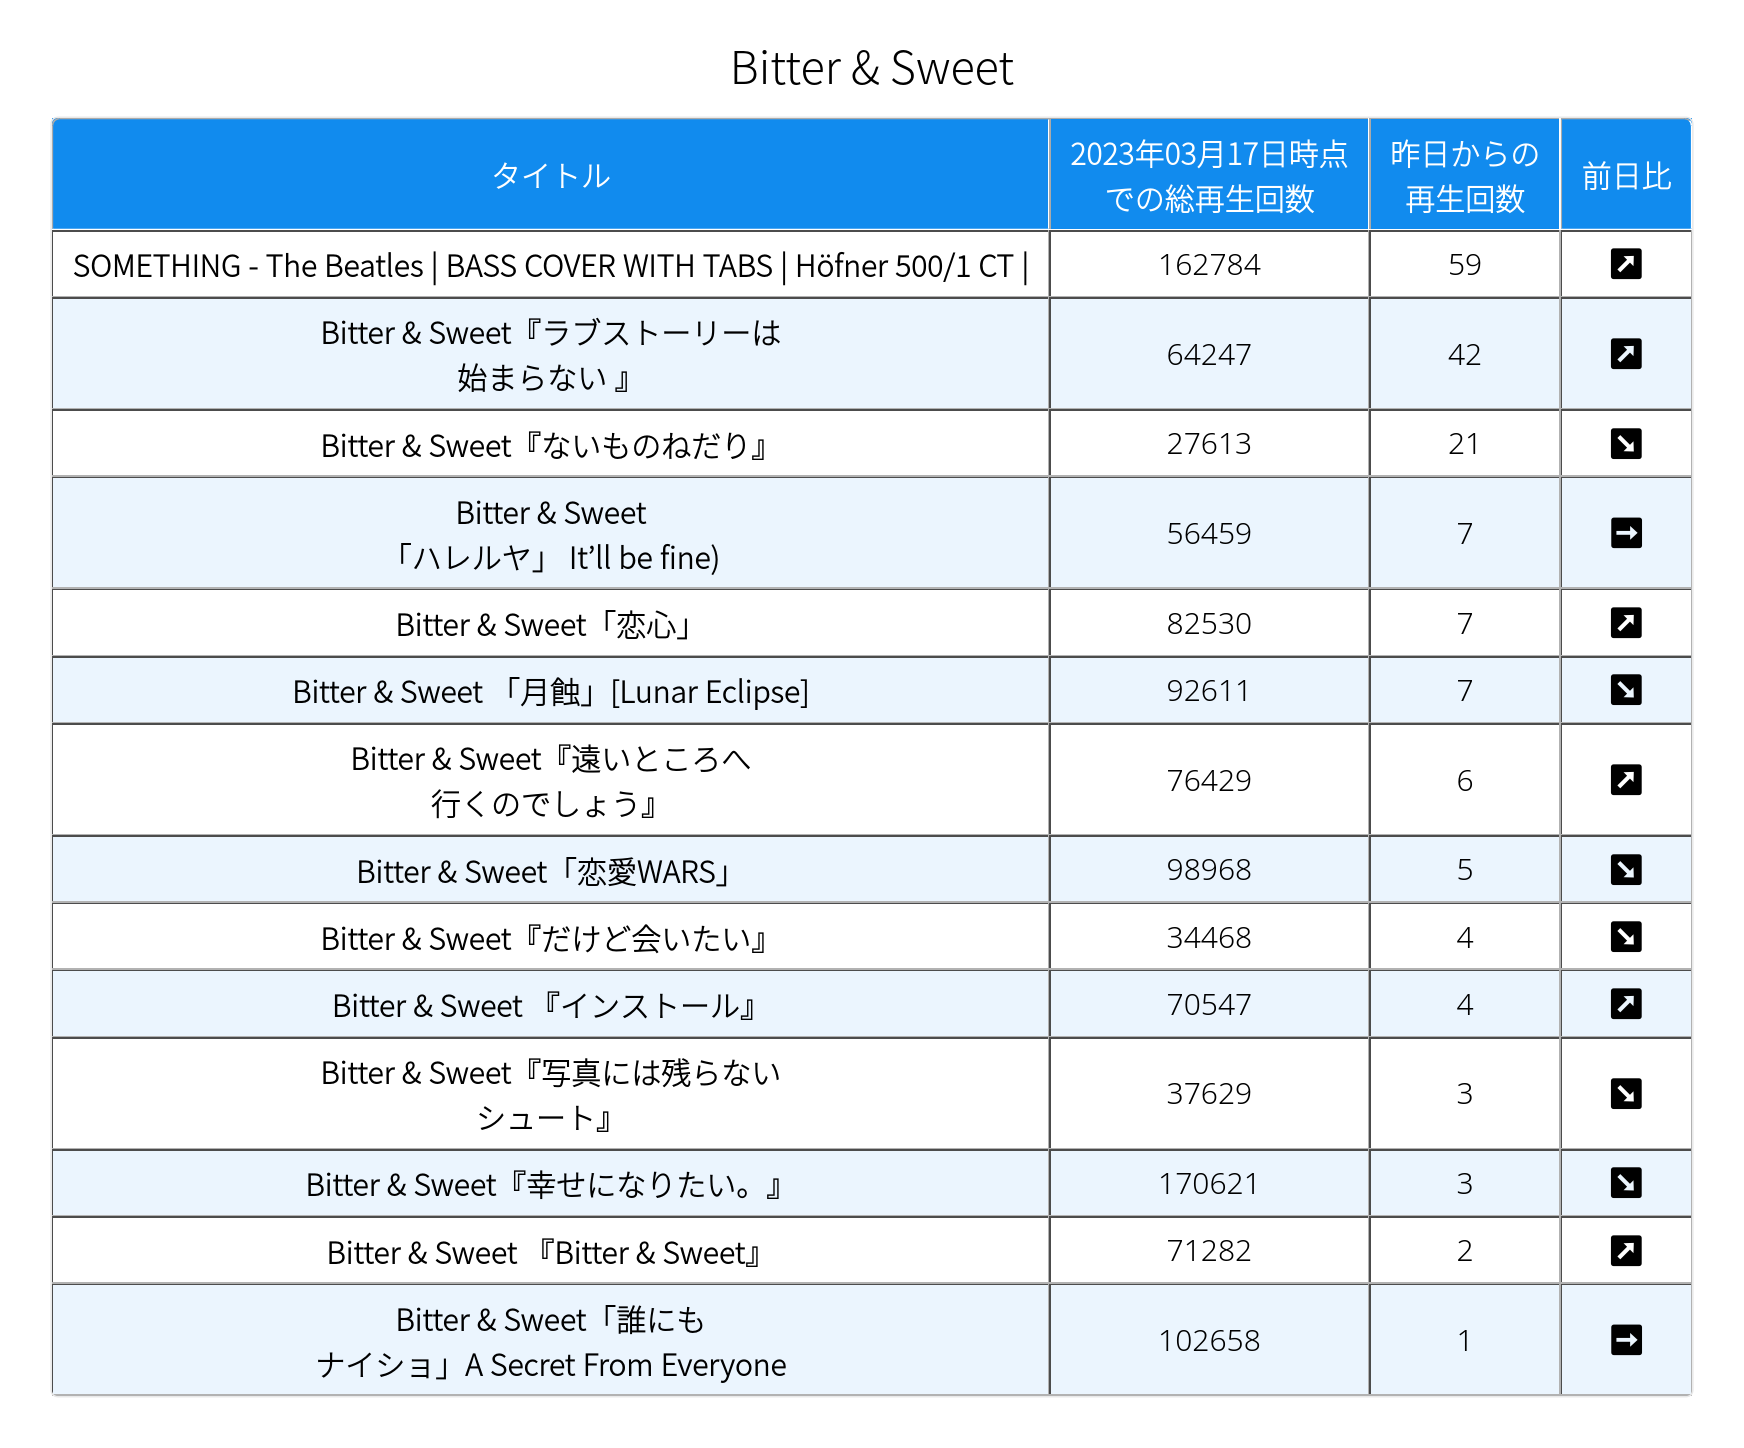 Bitter & Sweet
タイトル
2023年03月17日時点
での総再生回数
昨日からの
再生回数
前日比
SOMETHING - The Beatles | BASS COVER WITH TABS | Höfner 500/1 CT |
162784
59
Bitter & Sweet『ラブストーリーは
始まらない 』
64247
42
Bitter & Sweet『ないものねだり』
27613
21
Bitter & Sweet
「ハレルヤ」 It’ll be fine)
56459
7
Bitter & Sweet「恋心」
82530
7
Bitter & Sweet 「月蝕」[Lunar Eclipse]
92611
7
Bitter & Sweet『遠いところへ
行くのでしょう』
76429
6
Bitter & Sweet「恋愛WARS」
98968
5
Bitter & Sweet『だけど会いたい』
34468
4
Bitter & Sweet 『インストール』
70547
4
Bitter & Sweet『写真には残らない
シュート』
37629
3
Bitter & Sweet『幸せになりたい。』
170621
3
Bitter & Sweet 『Bitter & Sweet』
71282
2
Bitter & Sweet「誰にも
ナイショ」A Secret From Everyone
102658
1